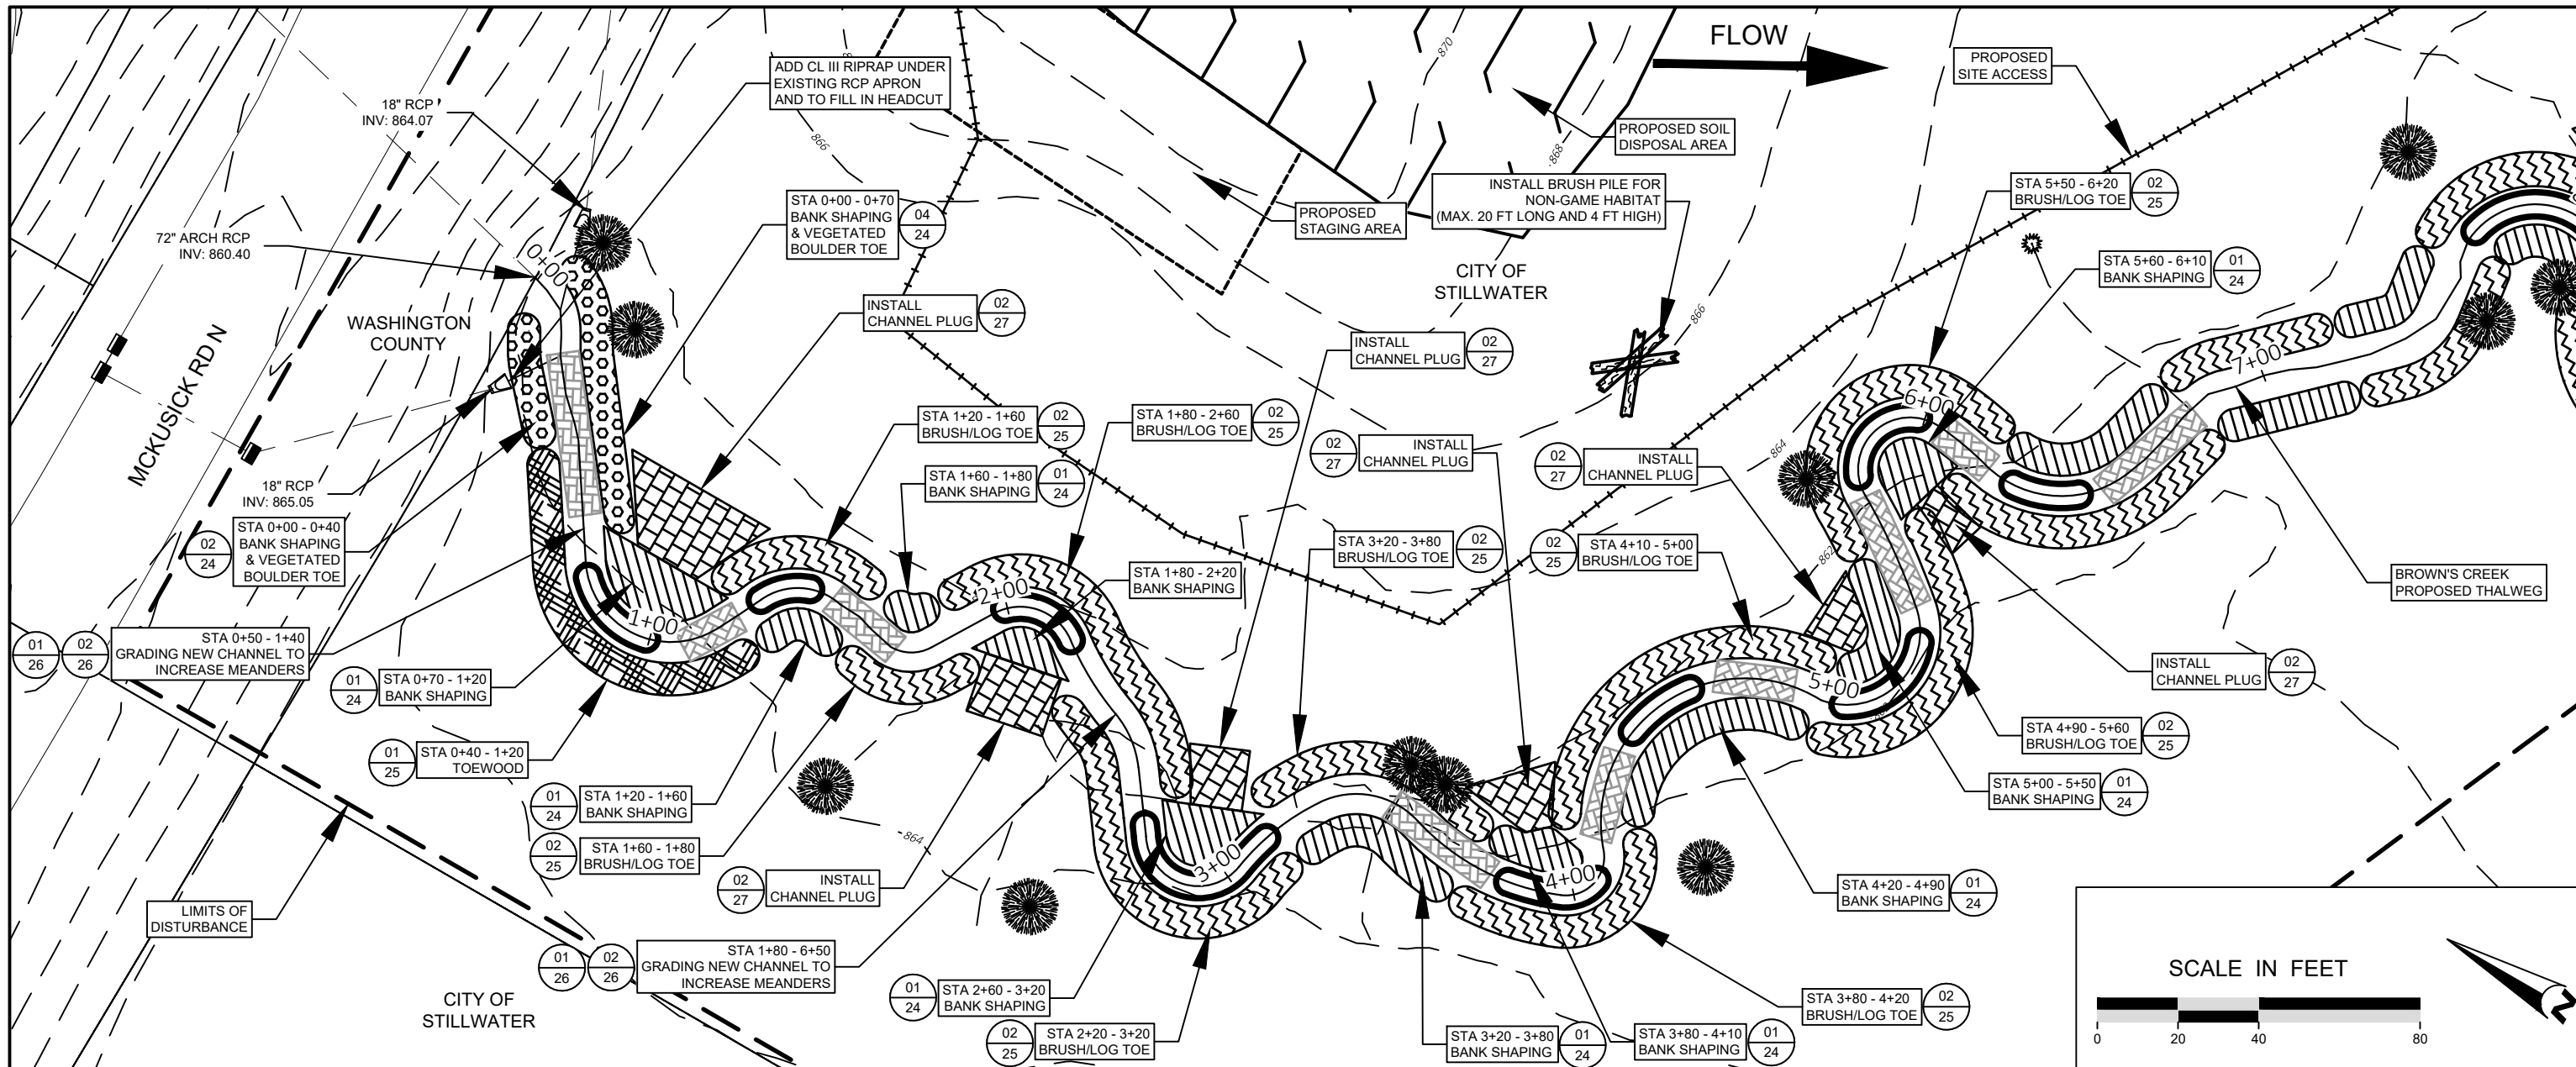 FLOW
ADD CL III RIPRAP UNDER
EXISTING RCP APRON
AND TO FILL IN HEADCUT
PROPOSED
SITE ACCESS
870
18" RCP
INV: 864.07
866
PROPOSED SOIL
DISPOSAL AREA
868
INSTALL BRUSH PILE FOR
NON-GAME HABITAT
(MAX. 20 FT LONG AND 4 FT HIGH)
STA 5+50 - 6+20
BRUSH/LOG TOE
02
25
STA 0+00 - 0+70
BANK SHAPING
& VEGETATED
BOULDER TOE
04
24
PROPOSED
STAGING AREA
72" ARCH RCP
INV: 860.40
0+00
CITY OF
STILLWATER
STA 5+60 - 6+10
BANK SHAPING
01
24
WASHINGTON
COUNTY
INSTALL
CHANNEL PLUG
02
27
866
INSTALL
CHANNEL PLUG
02
27
MCKUSICK RD N
7+00
6+00
STA 1+20 - 1+60
BRUSH/LOG TOE
02
25
STA 1+80 - 2+60
BRUSH/LOG TOE
02
25
02
27
INSTALL
CHANNEL PLUG
02
27
INSTALL
CHANNEL PLUG
864
STA 1+60 - 1+80
BANK SHAPING
01
24
18" RCP
INV: 865.05
02
24
STA 0+00 - 0+40
BANK SHAPING
& VEGETATED
BOULDER TOE
STA 3+20 - 3+80
BRUSH/LOG TOE
02
25
02
25
STA 4+10 - 5+00
BRUSH/LOG TOE
862
STA 1+80 - 2+20
BANK SHAPING
2+00
BROWN'S CREEK
PROPOSED THALWEG
1+00
01
26
02
26
STA 0+50 - 1+40
GRADING NEW CHANNEL TO
INCREASE MEANDERS
01
24
STA 0+70 - 1+20
BANK SHAPING
5+00
INSTALL
CHANNEL PLUG
02
27
STA 4+90 - 5+60
BRUSH/LOG TOE
02
25
01
25
STA 0+40 - 1+20
TOEWOOD
STA 5+00 - 5+50
BANK SHAPING
01
24
01
24
STA 1+20 - 1+60
BANK SHAPING
864
02
25
STA 1+60 - 1+80
BRUSH/LOG TOE
3+00
4+00
02
27
INSTALL
CHANNEL PLUG
STA 4+20 - 4+90
BANK SHAPING
01
24
LIMITS OF
DISTURBANCE
01
26
02
26
STA 1+80 - 6+50
GRADING NEW CHANNEL TO
INCREASE MEANDERS
SCALE IN FEET
0
20
40
80
CITY OF
STILLWATER
01
24
STA 2+60 - 3+20
BANK SHAPING
STA 3+80 - 4+20
BRUSH/LOG TOE
02
25
02
25
STA 2+20 - 3+20
BRUSH/LOG TOE
STA 3+20 - 3+80
BANK SHAPING
01
24
STA 3+80 - 4+10
BANK SHAPING
01
24